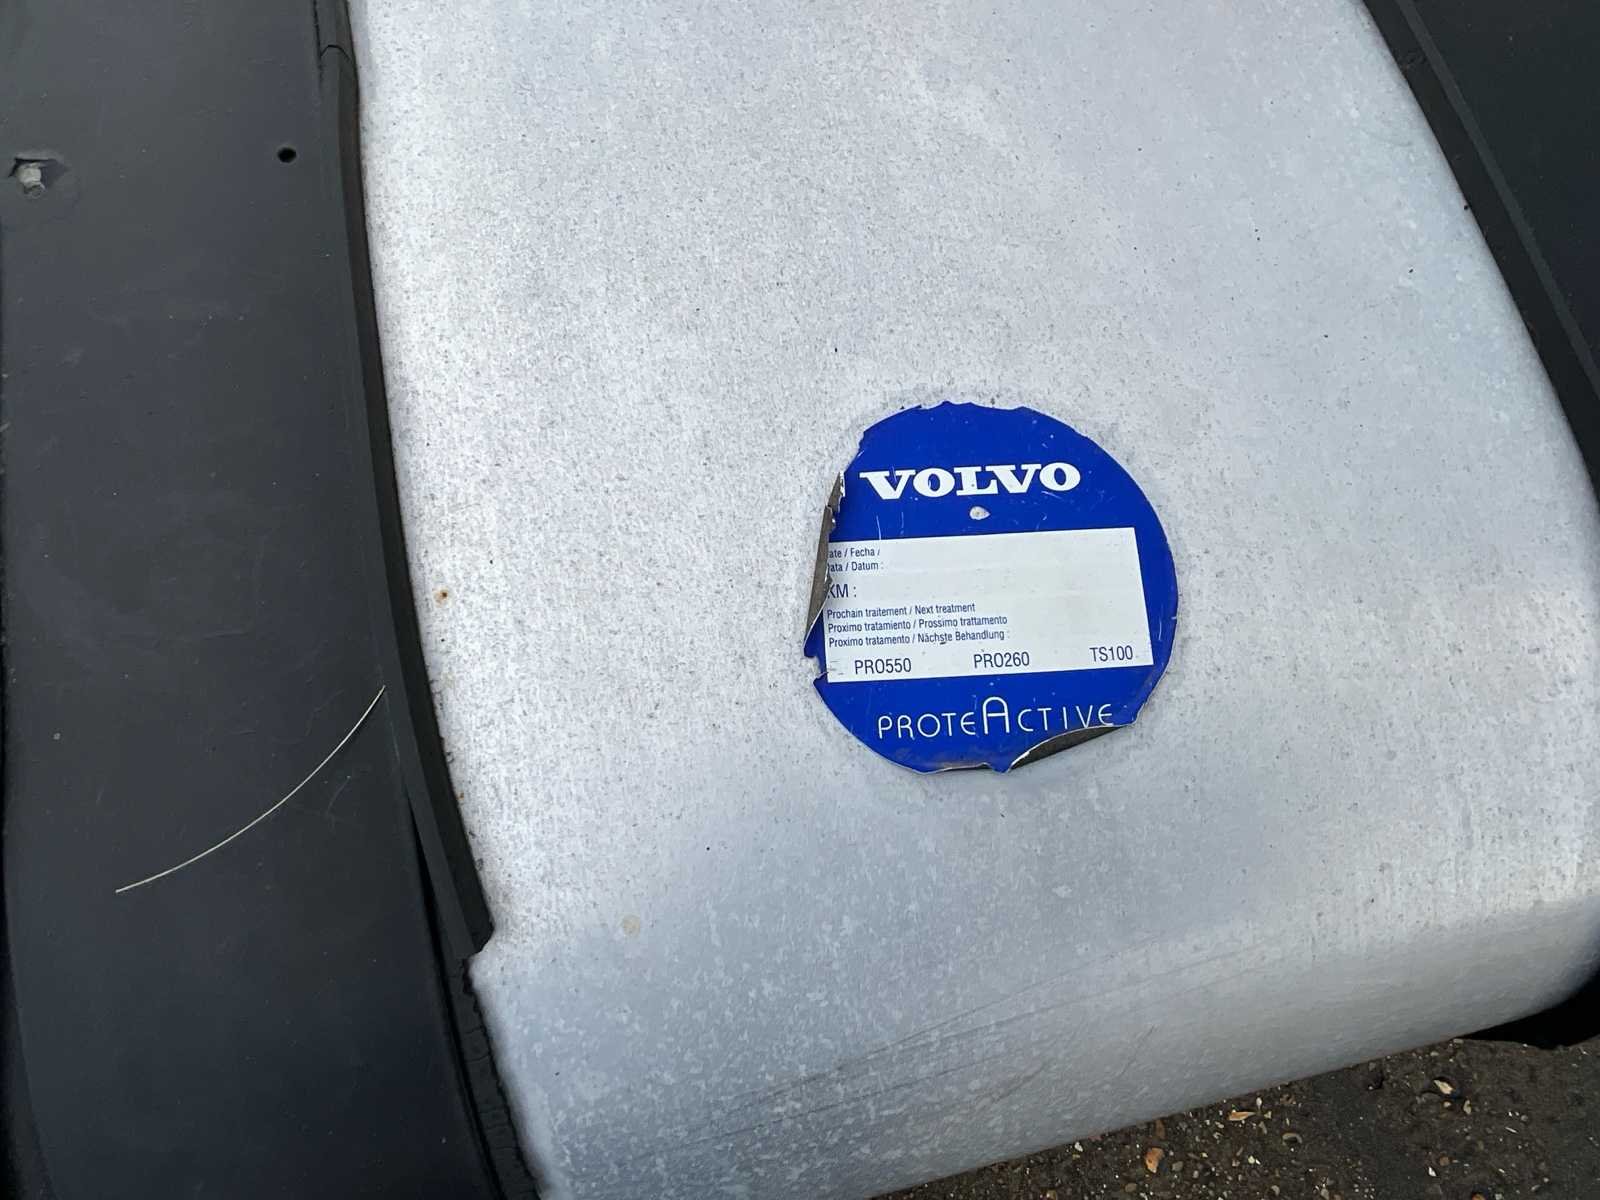 VOLVO
ate / Fecha /
Data / Datum :
KM :
Prochain traitement / Next treatment
Proximo tratamiento / Prossimo trattamento
Proximo tratamento / Nächste Behandlung :
PRO550 PRO260 TS100
PROTEACTIVE